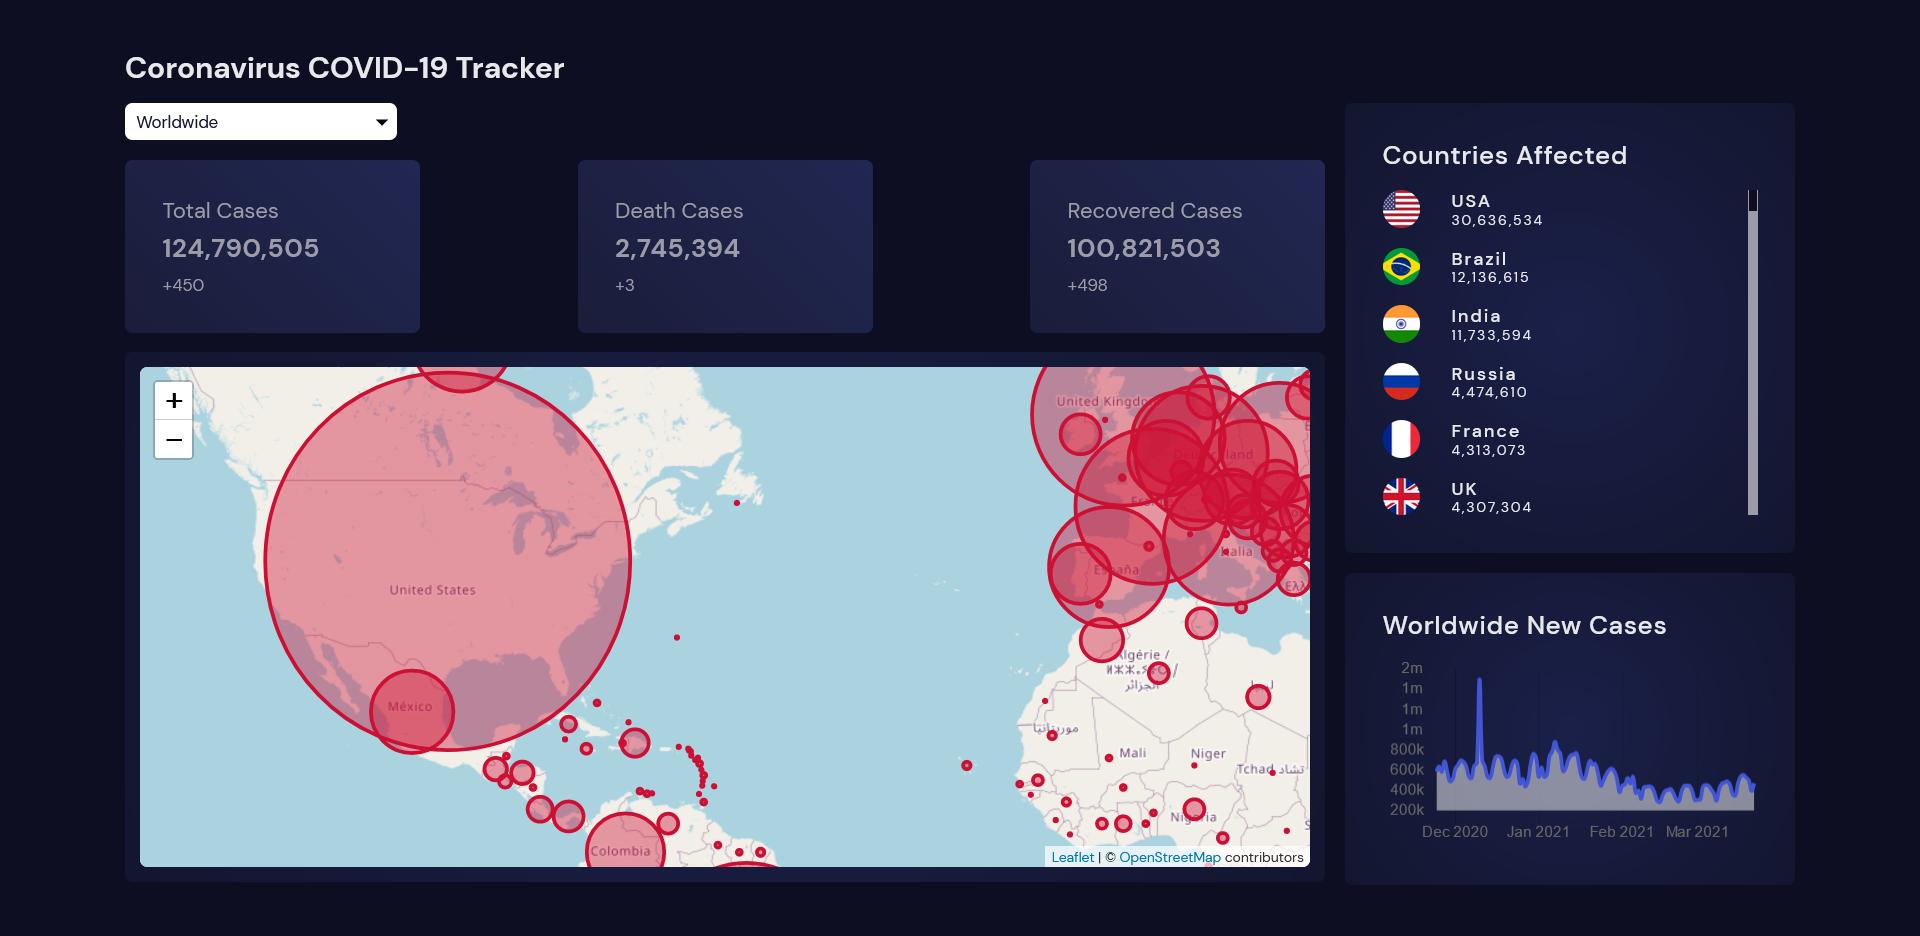 Coronavirus COVID-19 Tracker
Worldwide
Total Cases
124,790,505
+450
Death Cases
2,745,394
+3
Recovered Cases
100,821,503
+498
+
−
United States
México
Colombia
United Kingdo
España
Italia
Algérie /
الجزائر
موريتانيا
Mali
Niger
Tchad تشاد
Nigeria
Leaflet | © OpenStreetMap contributors
Countries Affected
USA
30,636,534
Brazil
12,136,615
India
11,733,594
Russia
4,474,610
France
4,313,073
UK
4,307,304
Worldwide New Cases
2m
1m
1m
1m
800k
600k
400k
200k
Dec 2020 Jan 2021 Feb 2021 Mar 2021